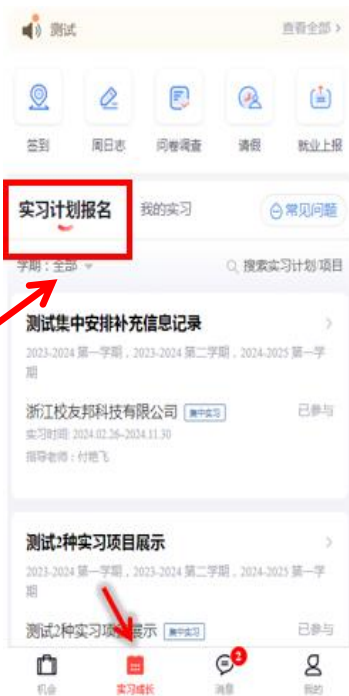 测试 查看全部 >
签到 周日志 问卷调查 请假 就业上报
实习计划报名 我的实习 常见问题
学期：全部 搜索实习计划/项目
测试集中安排补充信息记录
2023-2024 第一学期，2023-2024 第二学期，2024-2025 第一学
期
浙江校友邦科技有限公司 集中实习 已参与
实习时间: 2024.02.26-2024.11.30
指导老师：付艳飞
测试2种实习项目展示
2023-2024 第一学期，2023-2024 第二学期，2024-2025 第一学
期
测试2种实习项 展示 集中实习 已参与
2
机会 实习成长 消息 我的